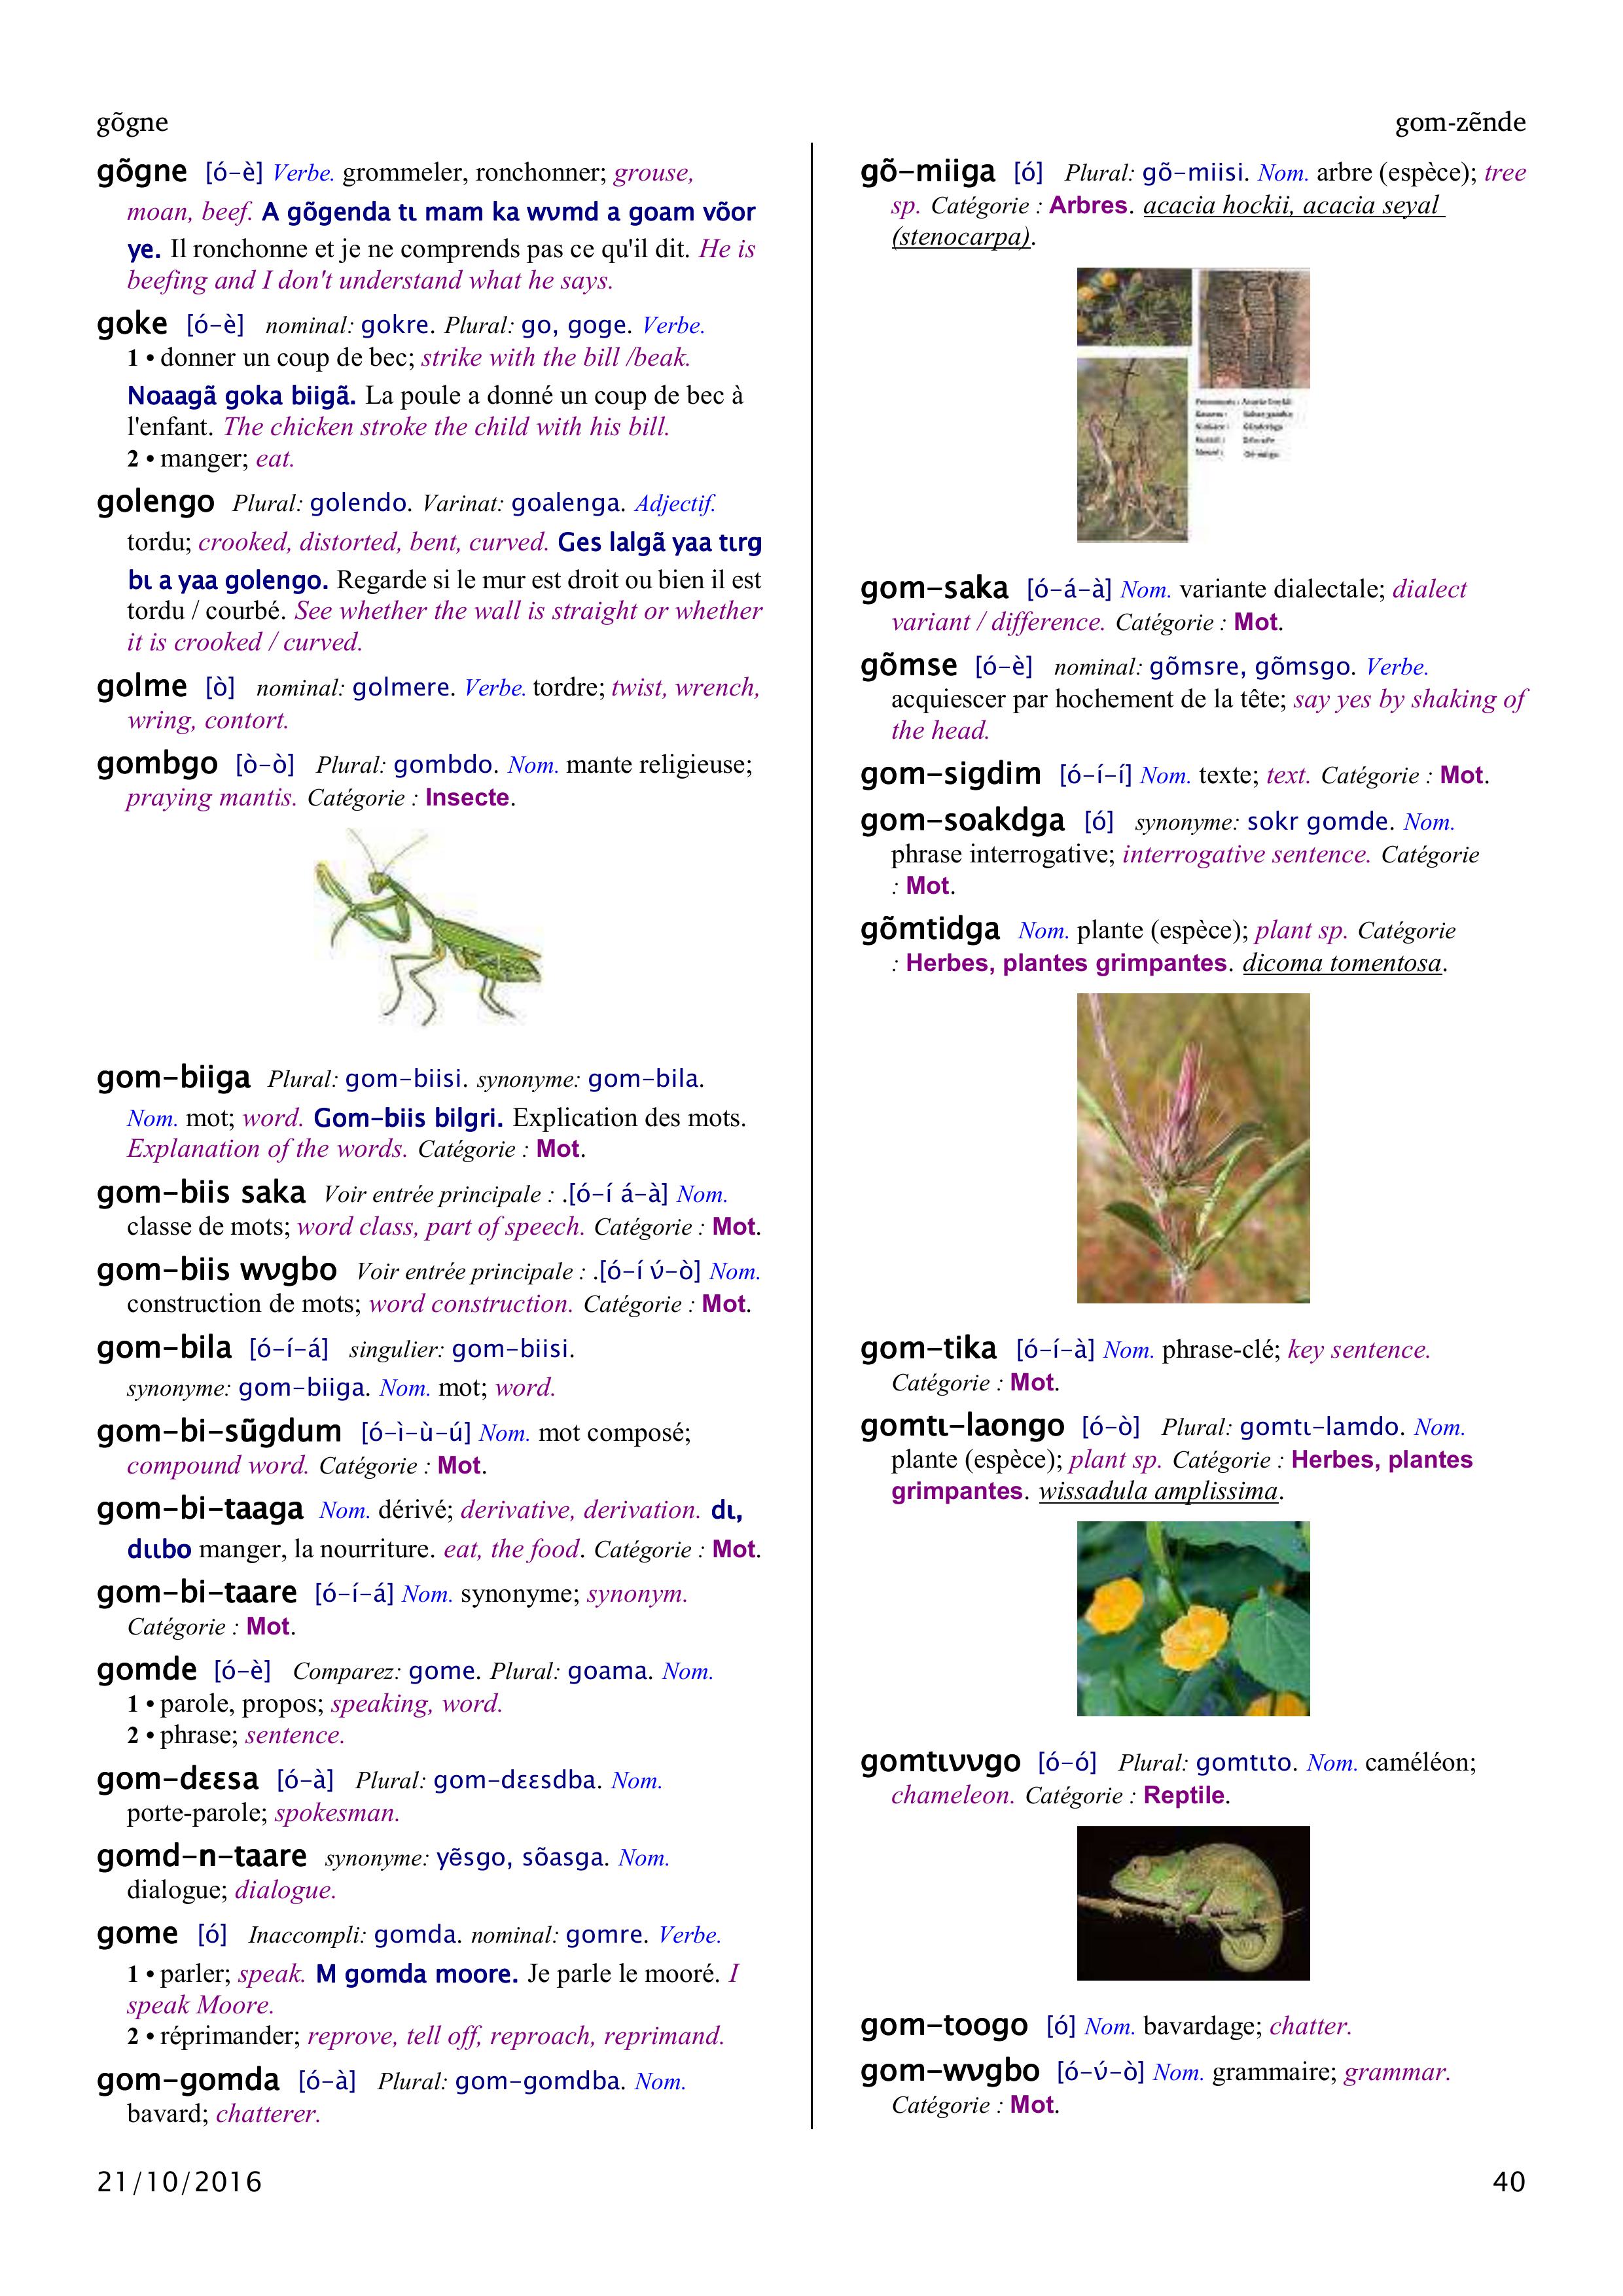 gõgne
gom-zẽnde
gõgne [ó-è] Verbe. grommeler, ronchonner; grouse,
moan, beef. A gõgenda tɩ mam ka wʋmd a goam võor
ye. Il ronchonne et je ne comprends pas ce qu'il dit. He is
beefing and I don't understand what he says.
goke [ó-è] nominal: gokre. Plural: go, goge. Verbe.
1 • donner un coup de bec; strike with the bill /beak.
Noaagã goka biigã. La poule a donné un coup de bec à
l'enfant. The chicken stroke the child with his bill.
2 • manger; eat.
golengo Plural: golendo. Varinat: goalenga. Adjectif.
tordu; crooked, distorted, bent, curved. Ges lalgã yaa tɩrg
bɩ a yaa golengo. Regarde si le mur est droit ou bien il est
tordu / courbé. See whether the wall is straight or whether
it is crooked / curved.
golme [ò] nominal: golmere. Verbe. tordre; twist, wrench,
wring, contort.
gombgo [ò-ò] Plural: gombdo. Nom. mante religieuse;
praying mantis. Catégorie : Insecte.
gom-biiga Plural: gom-biisi. synonyme: gom-bila.
Nom. mot; word. Gom-biis bilgri. Explication des mots.
Explanation of the words. Catégorie : Mot.
gom-biis saka Voir entrée principale : .[ó-í á-à] Nom.
classe de mots; word class, part of speech. Catégorie : Mot.
gom-biis wʋgbo Voir entrée principale : .[ó-í ʋ́-ò] Nom.
construction de mots; word construction. Catégorie : Mot.
gom-bila [ó-í-á] singulier: gom-biisi.
synonyme: gom-biiga. Nom. mot; word.
gom-bi-sũgdum [ó-ì-ù-ú] Nom. mot composé;
compound word. Catégorie : Mot.
gom-bi-taaga Nom. dérivé; derivative, derivation. dɩ,
dɩɩbo manger, la nourriture. eat, the food. Catégorie : Mot.
gom-bi-taare [ó-í-á] Nom. synonyme; synonym.
Catégorie : Mot.
gomde [ó-è] Comparez: gome. Plural: goama. Nom.
1 • parole, propos; speaking, word.
2 • phrase; sentence.
gom-dɛɛsa [ó-à] Plural: gom-dɛɛsdba. Nom.
porte-parole; spokesman.
gomd-n-taare synonyme: yẽsgo, sõasga. Nom.
dialogue; dialogue.
gome [ó] Inaccompli: gomda. nominal: gomre. Verbe.
1 • parler; speak. M gomda moore. Je parle le mooré. I
speak Moore.
2 • réprimander; reprove, tell off, reproach, reprimand.
gom-gomda [ó-à] Plural: gom-gomdba. Nom.
bavard; chatterer.
gõ-miiga [ó] Plural: gõ-miisi. Nom. arbre (espèce); tree
sp. Catégorie : Arbres. acacia hockii, acacia seyal
(stenocarpa).
gom-saka [ó-á-à] Nom. variante dialectale; dialect
variant / difference. Catégorie : Mot.
gõmse [ó-è] nominal: gõmsre, gõmsgo. Verbe.
acquiescer par hochement de la tête; say yes by shaking of
the head.
gom-sigdim [ó-í-í] Nom. texte; text. Catégorie : Mot.
gom-soakdga [ó] synonyme: sokr gomde. Nom.
phrase interrogative; interrogative sentence. Catégorie
: Mot.
gõmtidga Nom. plante (espèce); plant sp. Catégorie
: Herbes, plantes grimpantes. dicoma tomentosa.
gom-tika [ó-í-à] Nom. phrase-clé; key sentence.
Catégorie : Mot.
gomtɩ-laongo [ó-ò] Plural: gomtɩ-lamdo. Nom.
plante (espèce); plant sp. Catégorie : Herbes, plantes
grimpantes. wissadula amplissima.
gomtɩʋʋgo [ó-ó] Plural: gomtɩto. Nom. caméléon;
chameleon. Catégorie : Reptile.
gom-toogo [ó] Nom. bavardage; chatter.
gom-wʋgbo [ó-ʋ́-ò] Nom. grammaire; grammar.
Catégorie : Mot.
21/10/2016
40